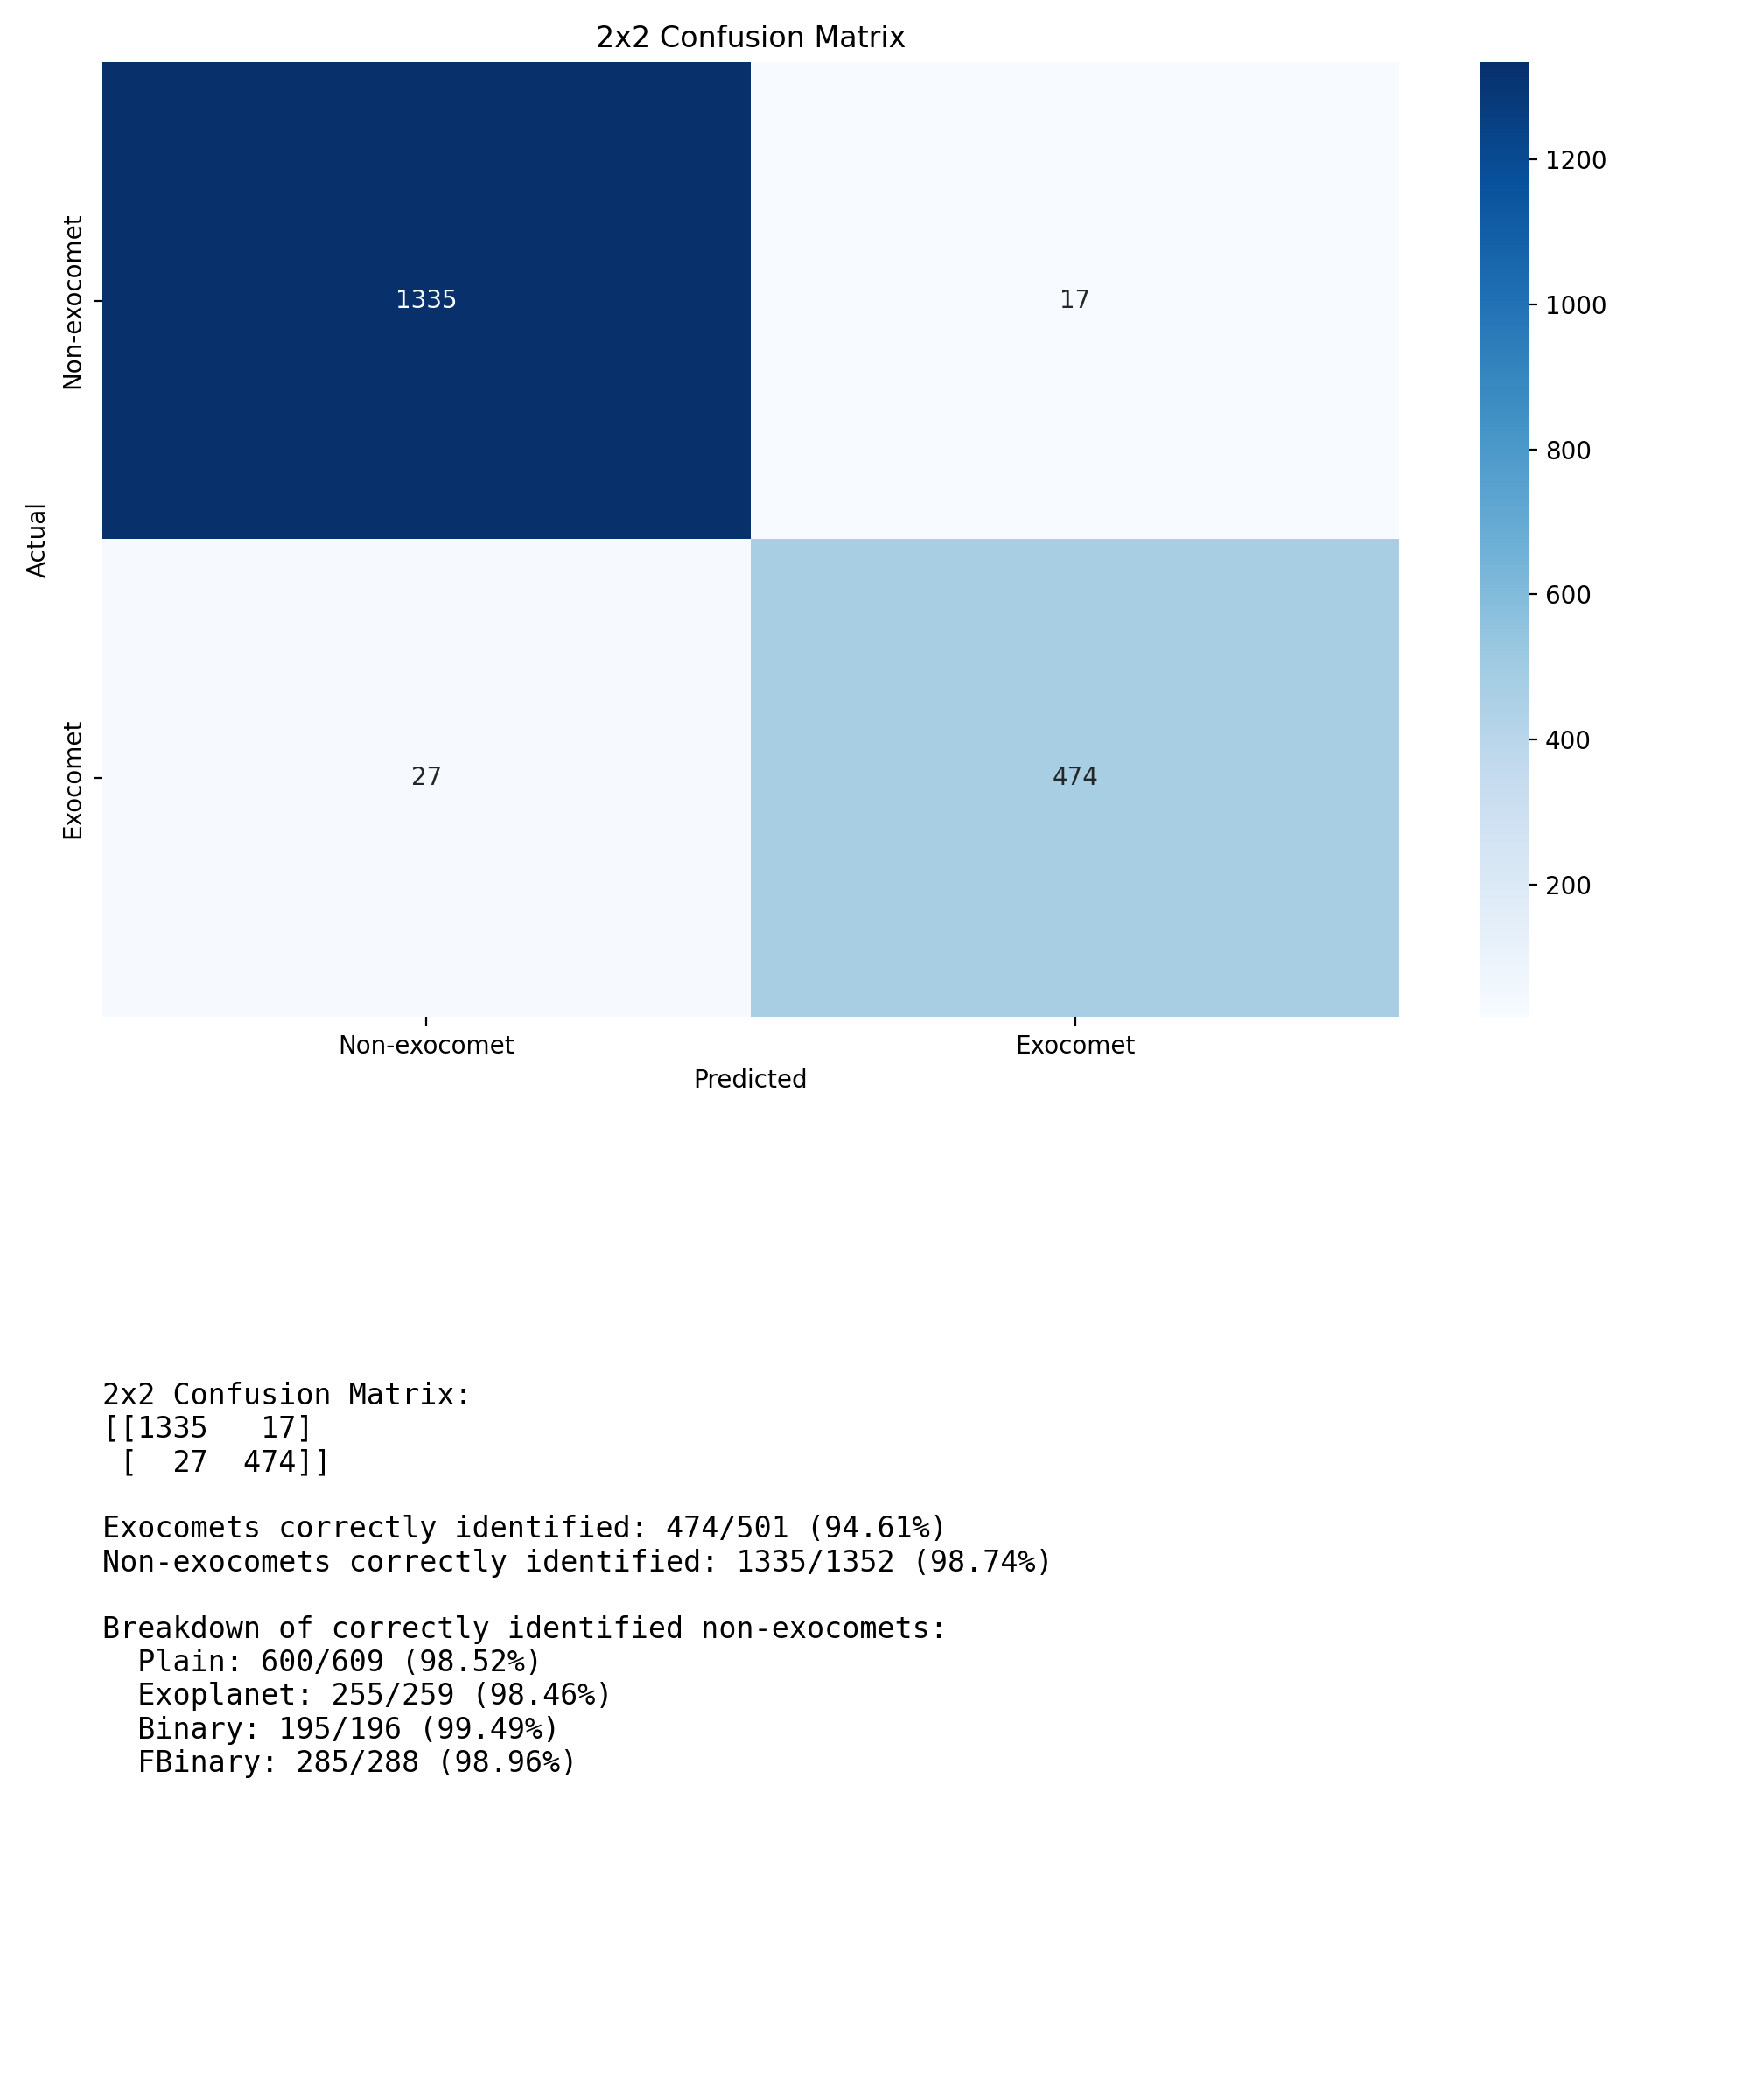 2x2 Confusion Matrix
1335
17
27
474
Non-exocomet
Exocomet
Actual
Non-exocomet
Exocomet
Predicted
1200
1000
800
600
400
200
2x2 Confusion Matrix:
[[1335   17]
 [  27  474]]
Exocomets correctly identified: 474/501 (94.61%)
Non-exocomets correctly identified: 1335/1352 (98.74%)
Breakdown of correctly identified non-exocomets:
  Plain: 600/609 (98.52%)
  Exoplanet: 255/259 (98.46%)
  Binary: 195/196 (99.49%)
  FBinary: 285/288 (98.96%)